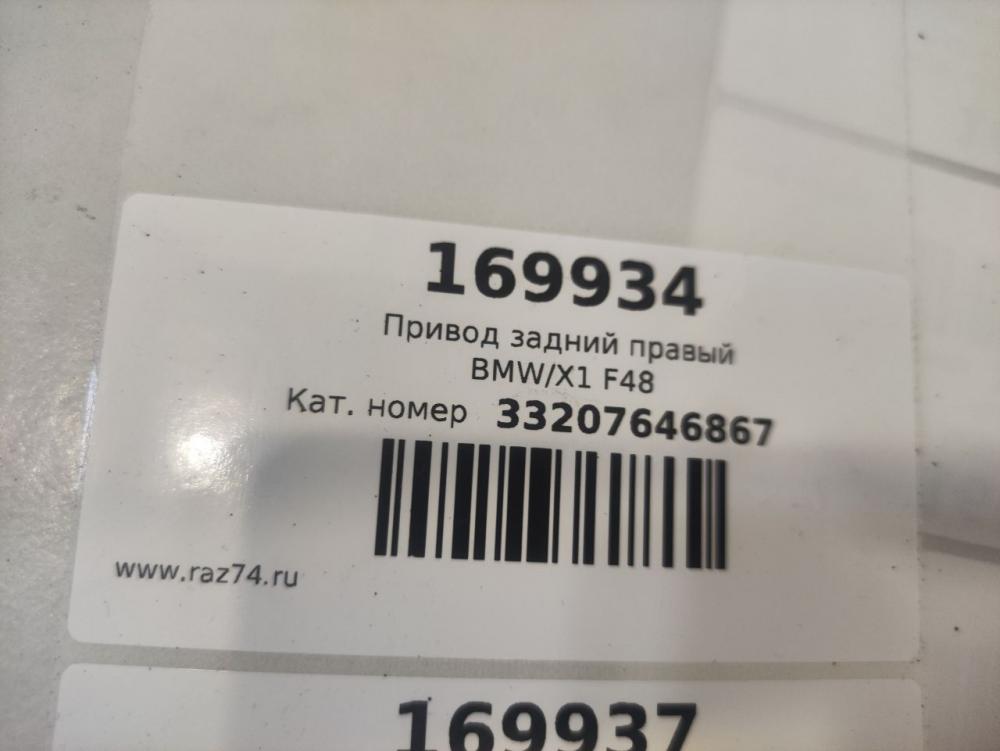 169934
Привод задний правый
BMW/X1 F48
Кат. номер 33207646867
www.raz74.ru
169937